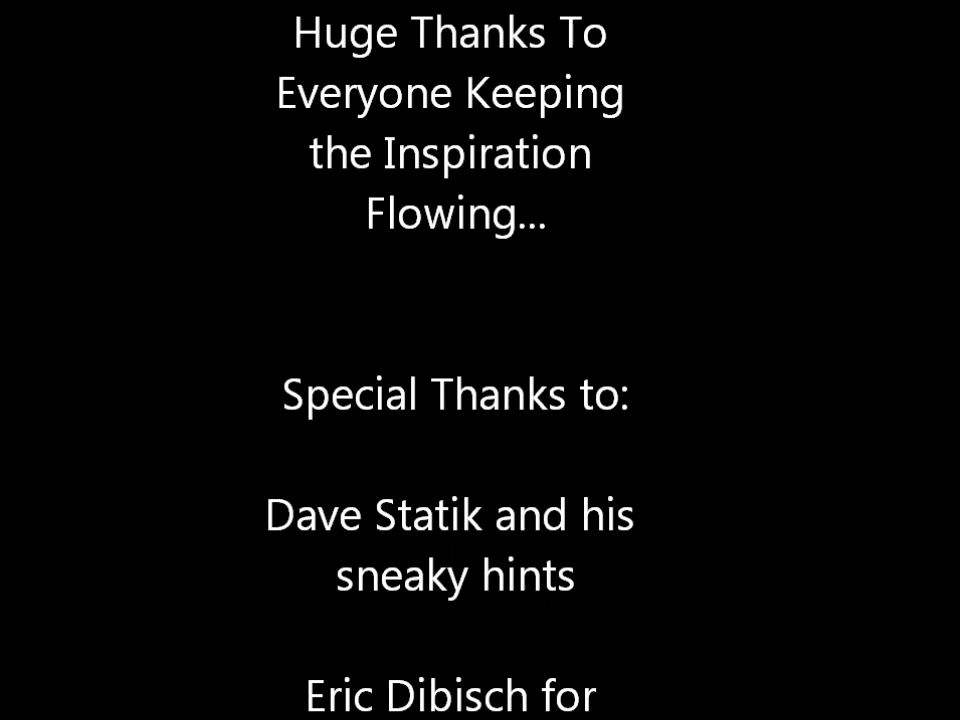 Huge Thanks To
Everyone Keeping
the Inspiration
Flowing...
Special Thanks to:
Dave Statik and his
sneaky hints
Eric Dibisch for